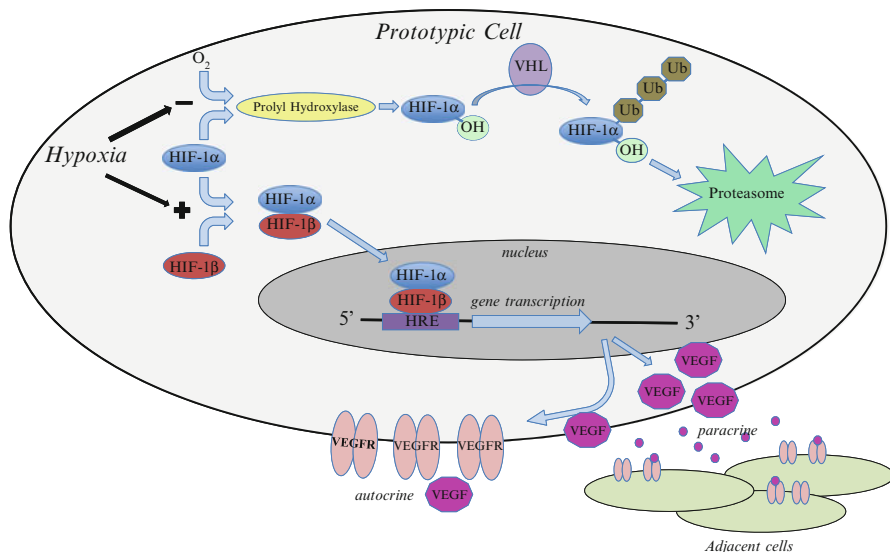 Prototypic Cell
O2
Prolyl Hydroxylase
HIF-1α
OH
VHL
Ub
Ub
Ub
HIF-1α
OH
Proteasome
Hypoxia
−
+
HIF-1α
HIF-1β
HIF-1α
HIF-1β
nucleus
HIF-1α
HIF-1β
HRE
gene transcription
5’
3’
VEGF
VEGF
VEGF
VEGF
paracrine
VEGFR
VEGFR
VEGFR
autocrine
VEGF
Adjacent cells